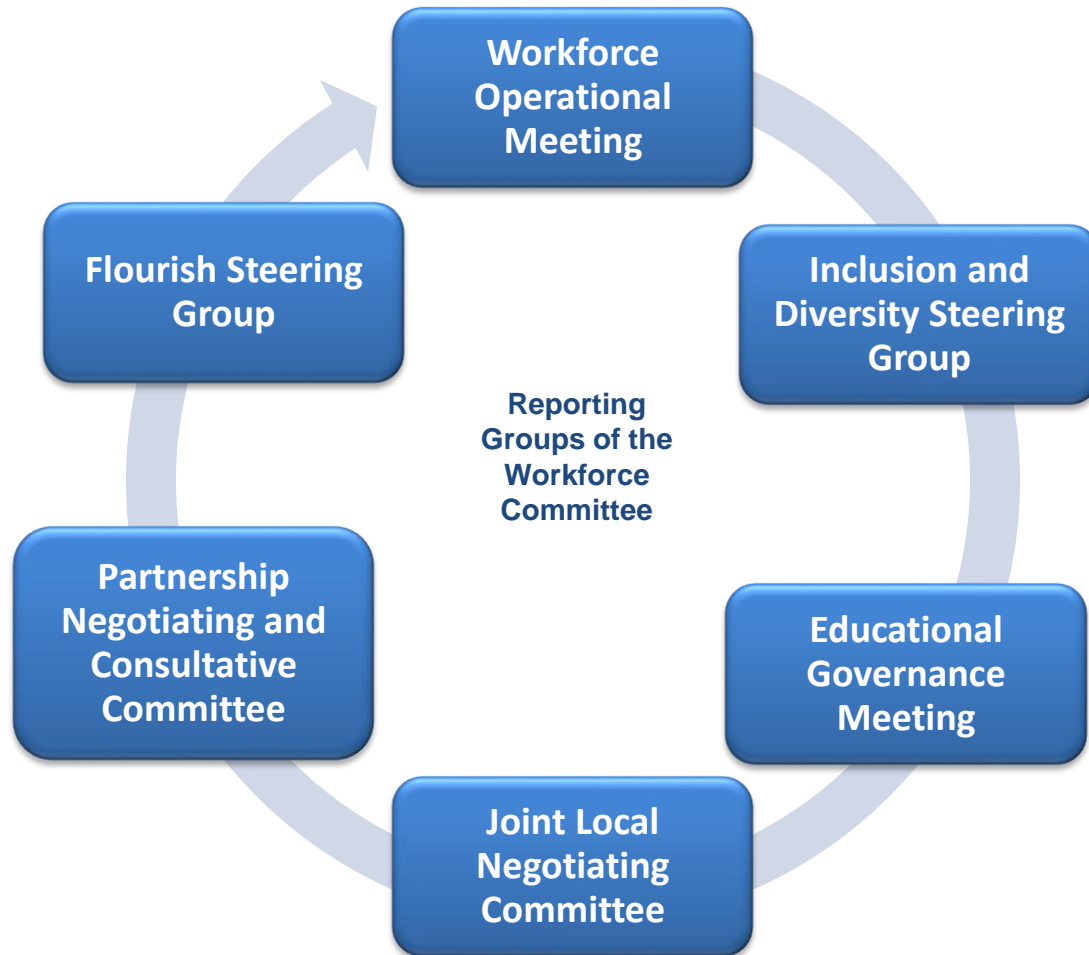 Workforce
Operational
Meeting
Inclusion and
Diversity Steering
Group
Educational
Governance
Meeting
Joint Local
Negotiating
Committee
Partnership
Negotiating and
Consultative
Committee
Flourish Steering
Group
Reporting
Groups of the
Workforce
Committee